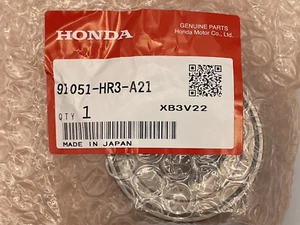 HONDA
GENUINE PARTS
Honda Motor Co., Ltd.
91051-HR3-A21
QTY 1
XB3V22
MADE IN JAPAN